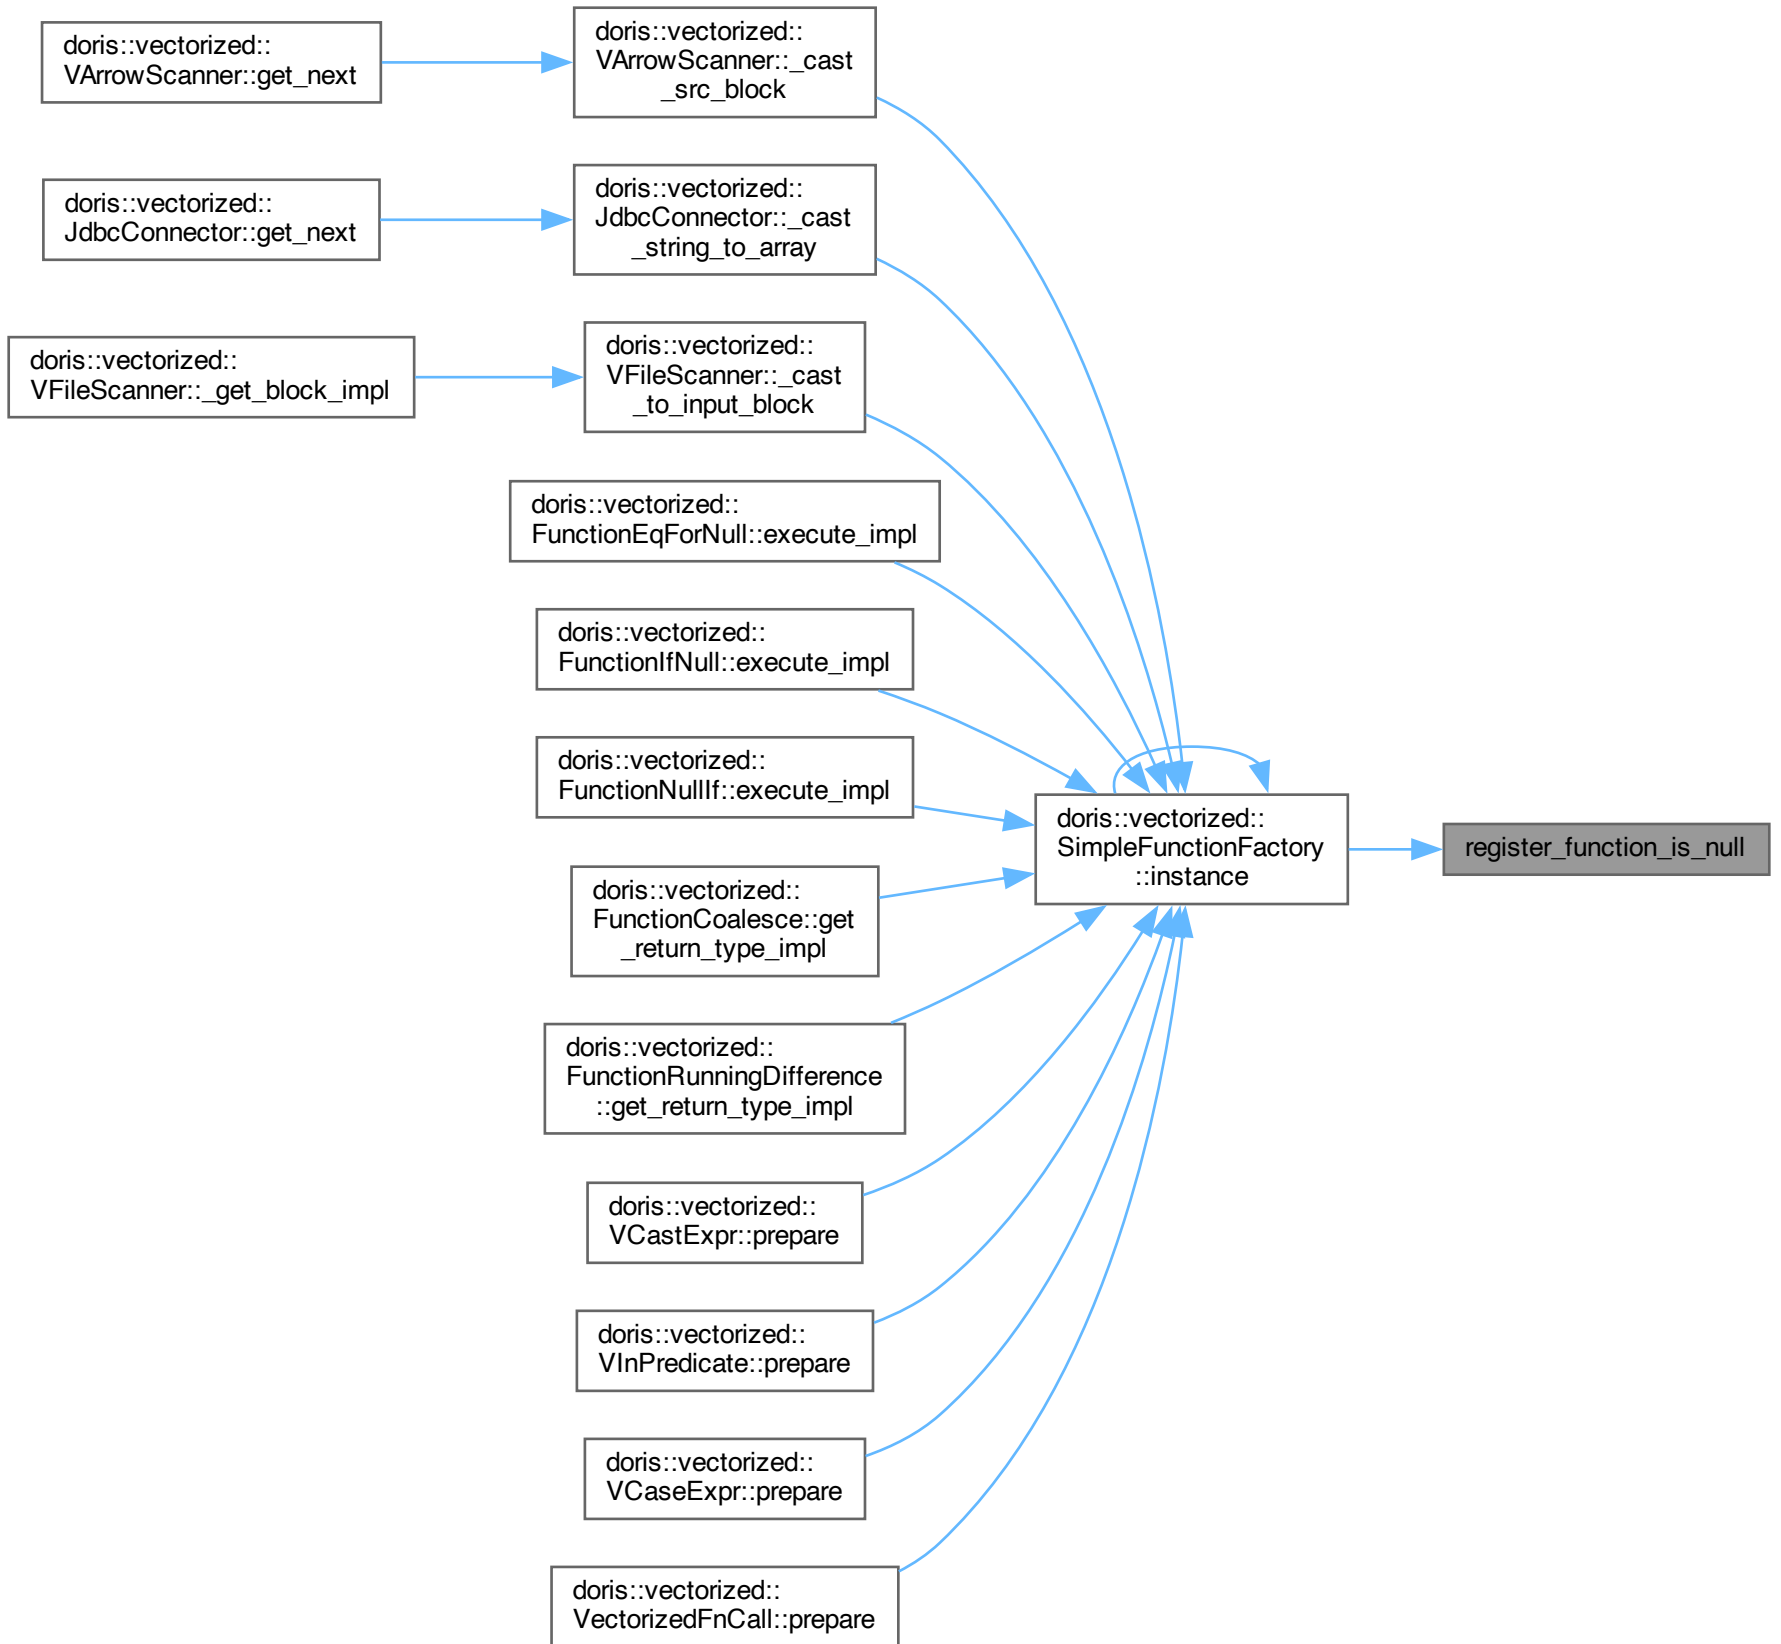 doris::vectorized::
VArrowScanner::get_next
doris::vectorized::
VArrowScanner::_cast
_src_block
doris::vectorized::
JdbcConnector::get_next
doris::vectorized::
JdbcConnector::_cast
_string_to_array
doris::vectorized::
VFileScanner::_get_block_impl
doris::vectorized::
VFileScanner::_cast
_to_input_block
doris::vectorized::
FunctionEqForNull::execute_impl
doris::vectorized::
FunctionIfNull::execute_impl
doris::vectorized::
FunctionNullIf::execute_impl
doris::vectorized::
SimpleFunctionFactory
::instance
register_function_is_null
doris::vectorized::
FunctionCoalesce::get
_return_type_impl
doris::vectorized::
FunctionRunningDifference
::get_return_type_impl
doris::vectorized::
VCastExpr::prepare
doris::vectorized::
VInPredicate::prepare
doris::vectorized::
VCaseExpr::prepare
doris::vectorized::
VectorizedFnCall::prepare